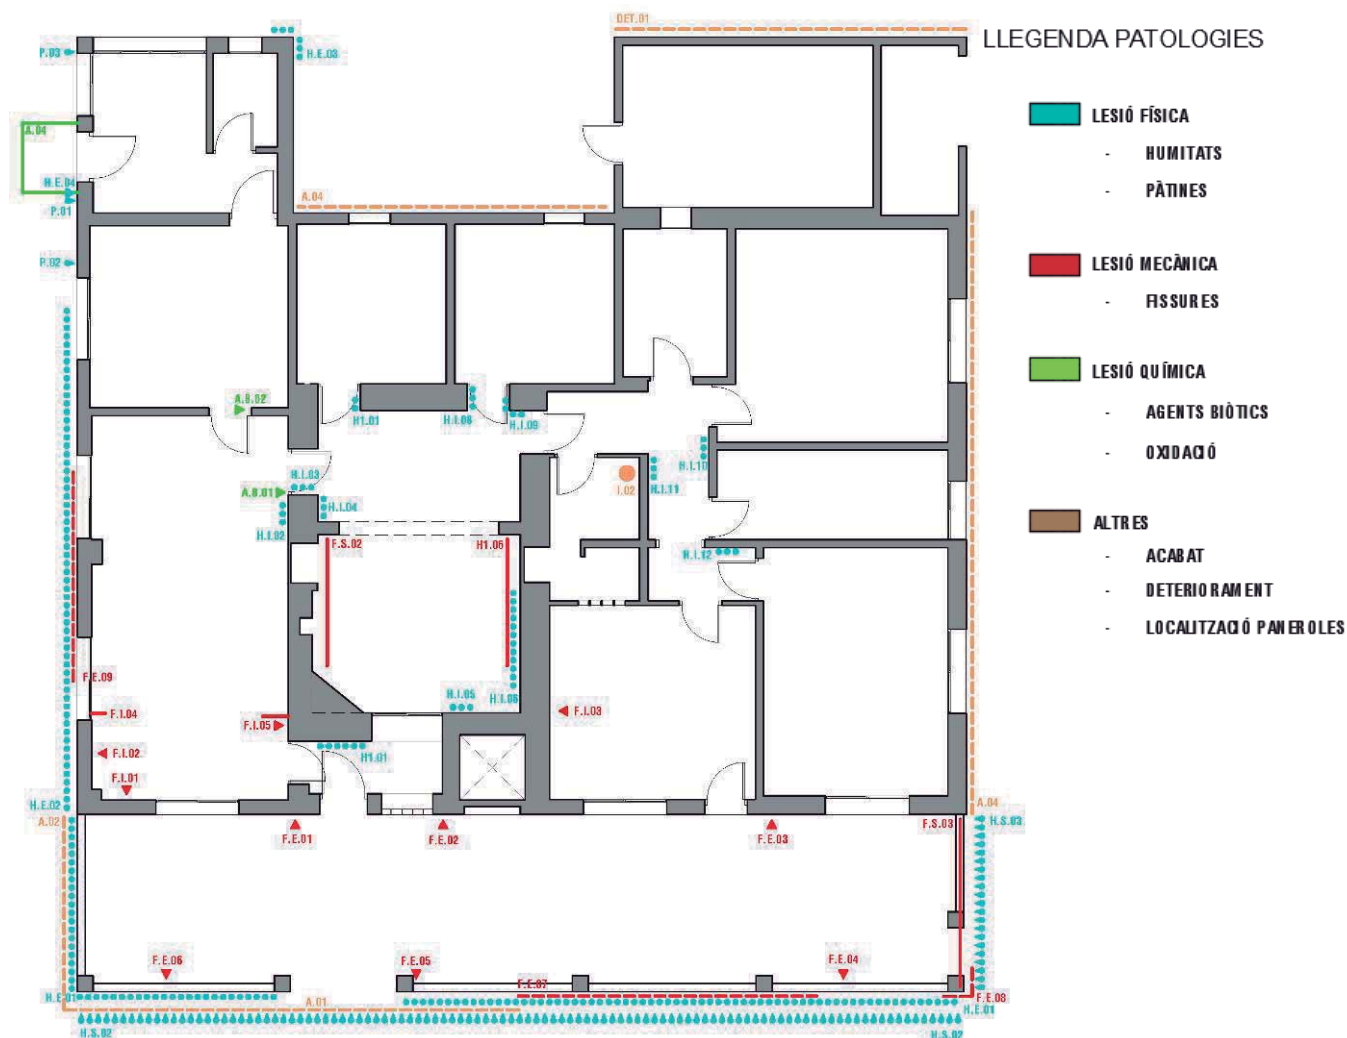 DET.01
LLEGENDA PATOLOGIES
P.03
H.E.03
LESIÓ FÍSICA
- HUMITATS
- PÀTINES
A.04
H.E.04
P.01
A.04
P.02
LESIÓ MECÀNICA
- FISSURES
LESIÓ QUÍMICA
- AGENTS BIÒTICS
- OXIDACIÓ
A.B.02
H1.01
H.I.08
H.I.09
H.I.10
H.I.11
I.02
H.I.03
A.B.01
H.I.04
H.I.02
F.S.02
H1.06
H.I.12
ALTRES
- ACABAT
- DETERIORAMENT
- LOCALITZACIÓ PANEROLES
F.E.09
H.I.05
H.I.06
F.I.04
F.I.05
F.I.03
F.I.02
H1.01
F.I.01
H.E.02
A.02
A.04
F.E.01
F.E.02
F.E.03
F.S.03
H.S.03
F.E.06
F.E.05
F.E.04
F.E.07
H.E.01
A.01
F.E.08
H.E.01
H.S.02
H.S.02